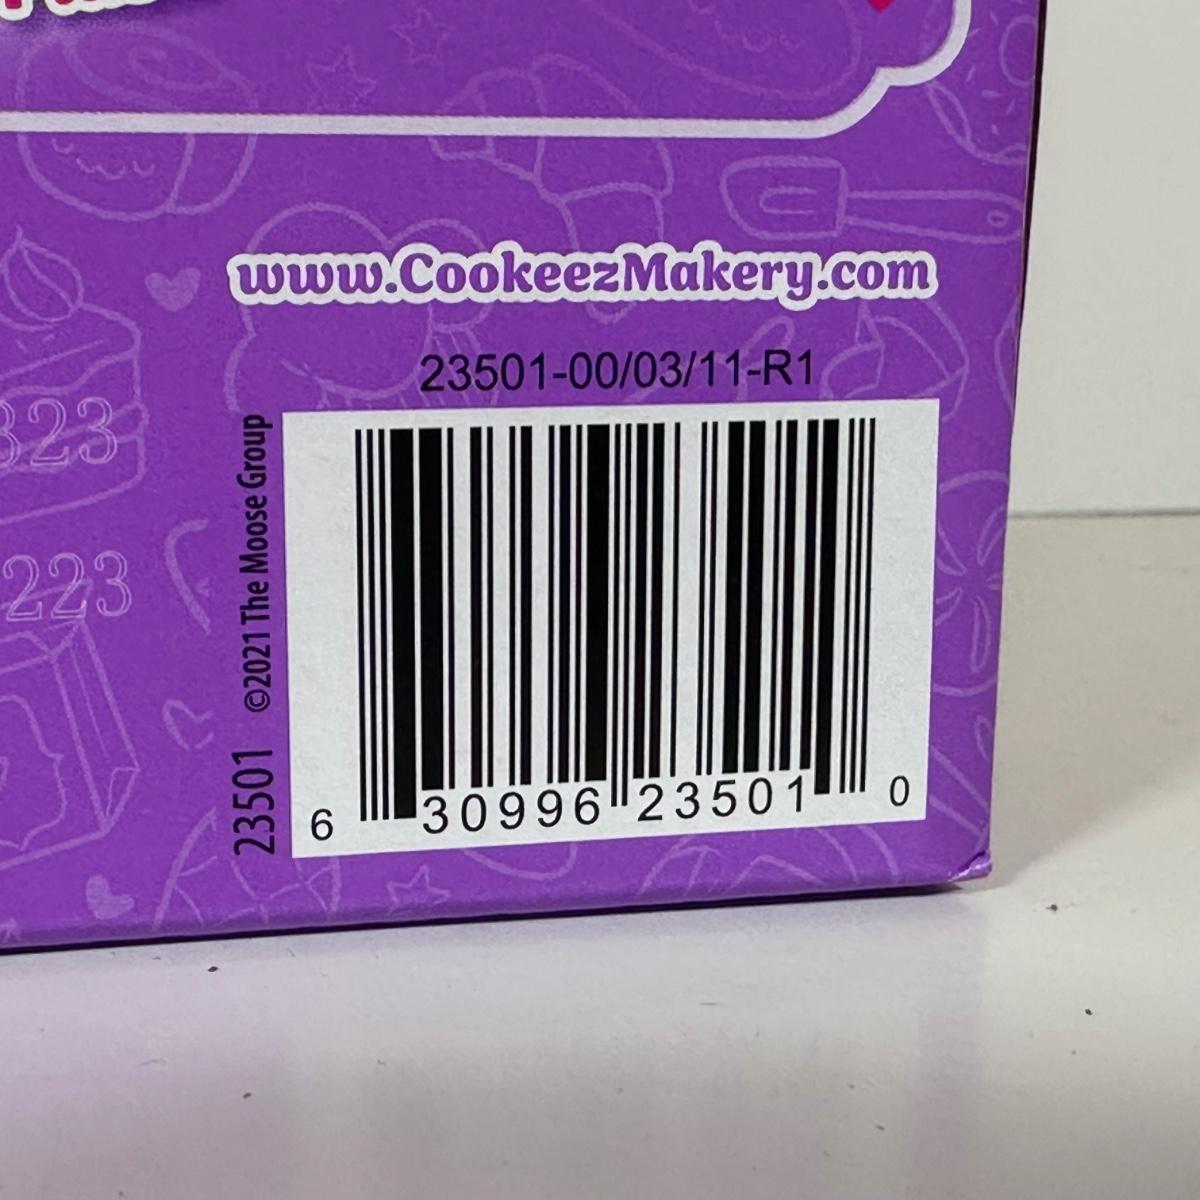 www.CookeezMakery.com
23501-00/03/11-R1
323
223
23501 ©2021 The Moose Group
6 30996 23501 0